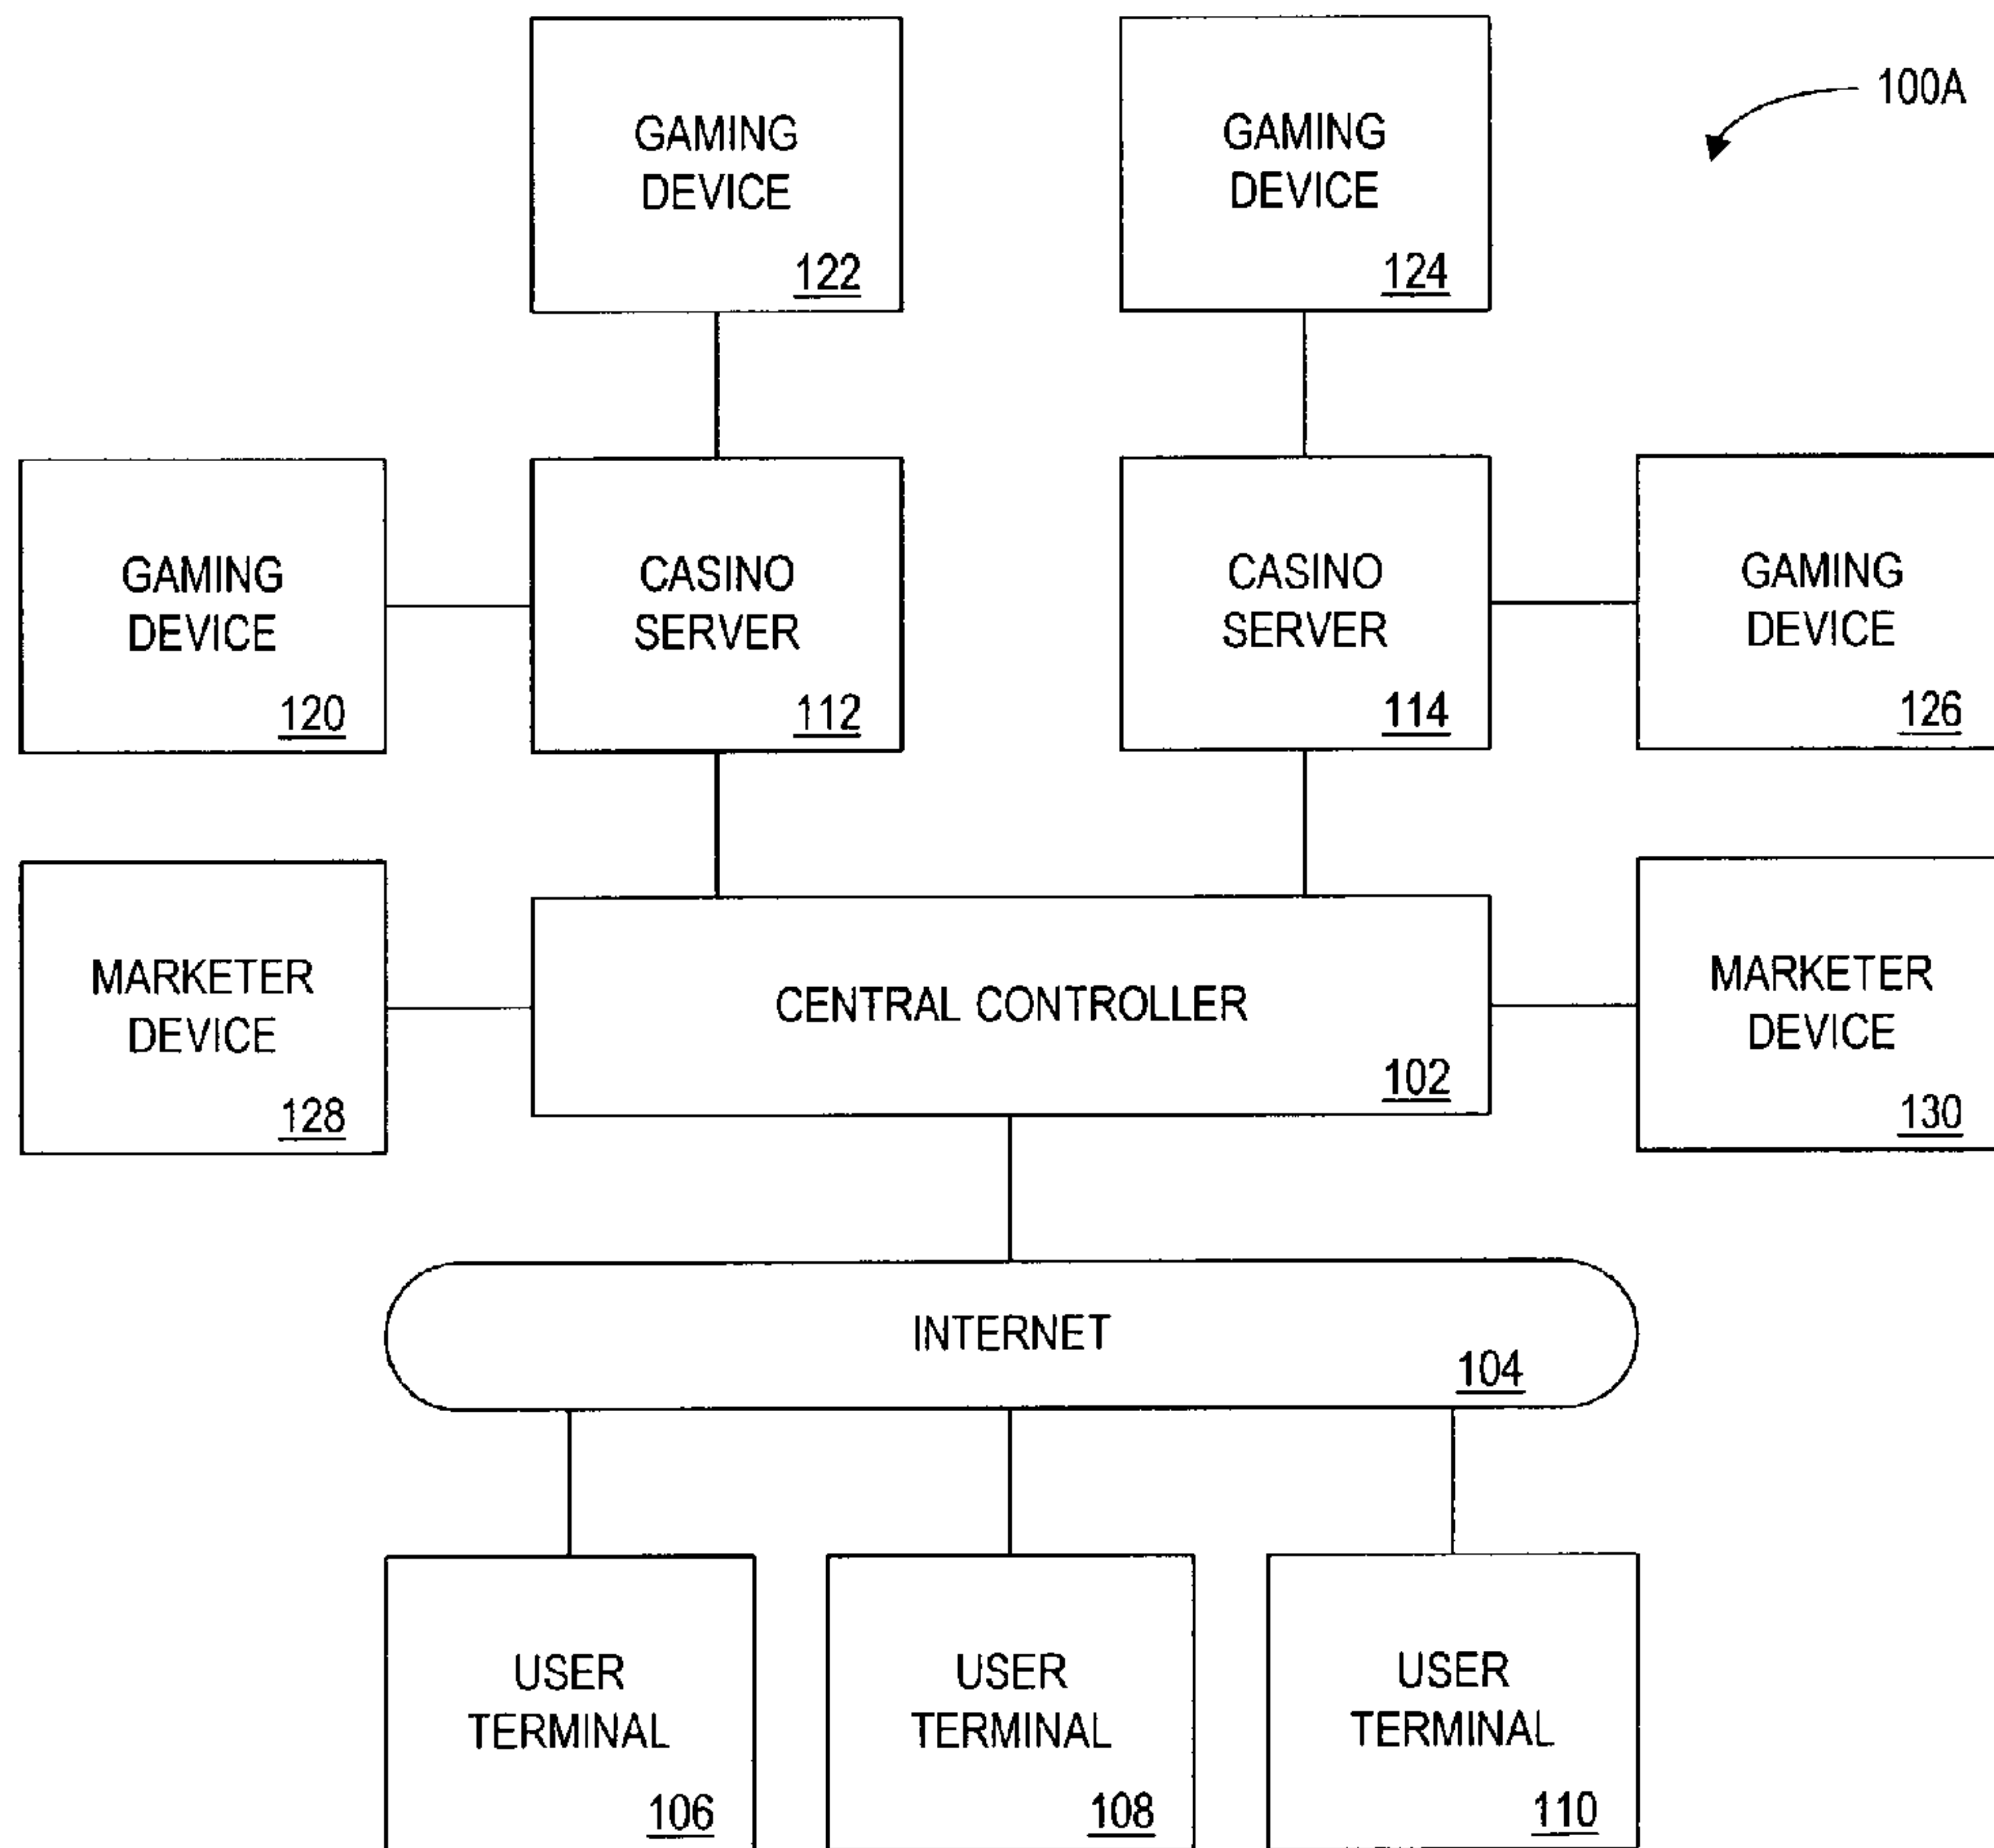 100A
GAMING
DEVICE
122
GAMING
DEVICE
124
GAMING
DEVICE
120
CASINO
SERVER
112
CASINO
SERVER
114
GAMING
DEVICE
126
MARKETER
DEVICE
128
CENTRAL CONTROLLER
102
MARKETER
DEVICE
130
INTERNET
104
USER
TERMINAL
106
USER
TERMINAL
108
USER
TERMINAL
110